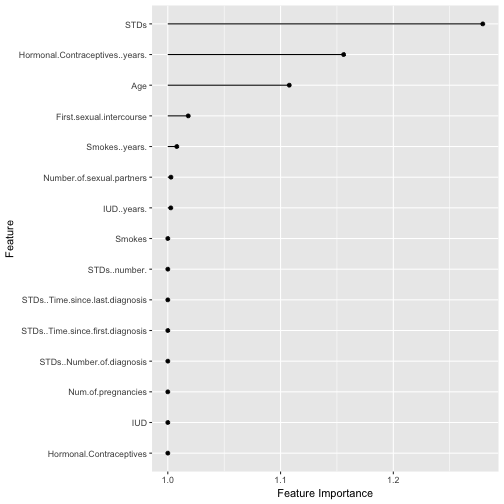 STDs
Hormonal.Contraceptives..years.
Age
First.sexual.intercourse
Smokes..years.
Number.of.sexual.partners
IUD..years.
Smokes
STDs..number.
STDs..Time.since.last.diagnosis
STDs..Time.since.first.diagnosis
STDs..Number.of.diagnosis
Num.of.pregnancies
IUD
Hormonal.Contraceptives
Feature
1.0 1.1 1.2
Feature Importance